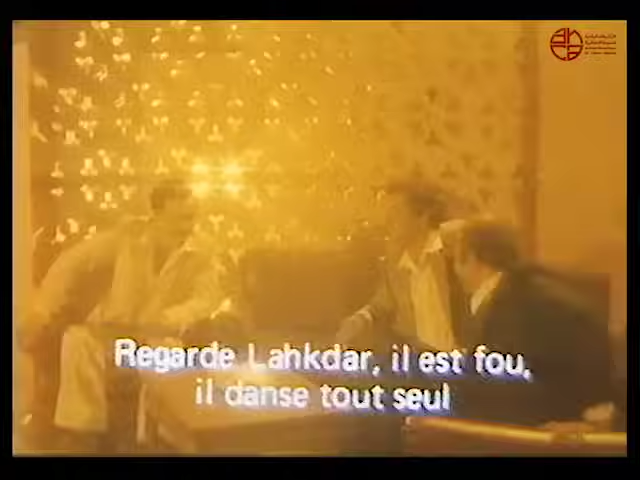 Regarde Lahkdar, il est fou,
il danse tout seul